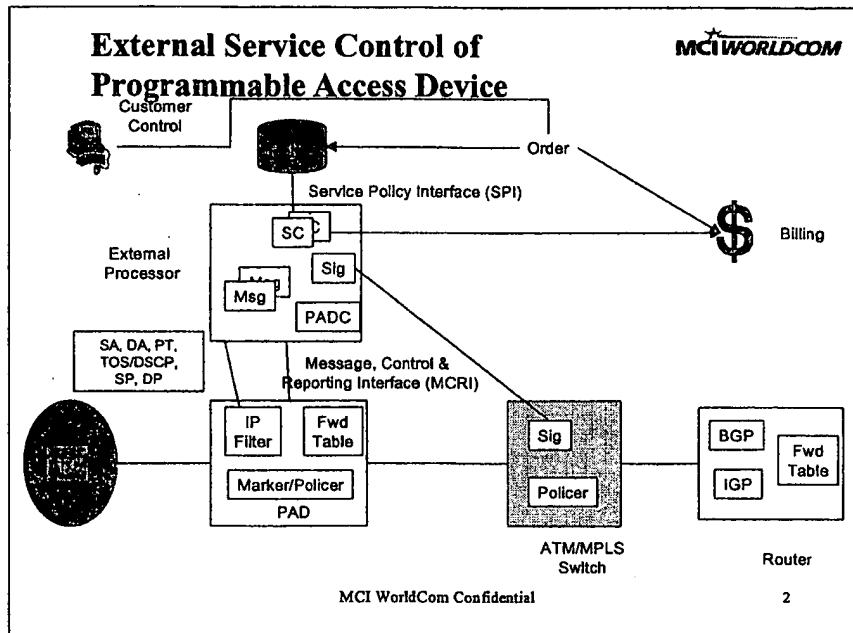 External Service Control of
Programmable Access Device
MCI WORLDCOM
Customer
Control
Order
Service Policy Interface (SPI)
SC
C
Billing
External
Processor
Sig
Msg
Msg
PADC
SA, DA, PT,
TOS/DSCP,
SP, DP
Message, Control &
Reporting Interface (MCRI)
IP
Filter
Fwd
Table
Marker/Policer
PAD
Sig
Policer
ATM/MPLS
Switch
BGP
IGP
Fwd
Table
Router
MCI WorldCom Confidential
2